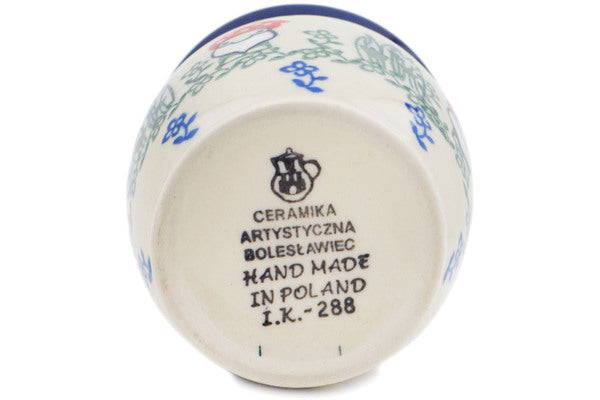 CERAMIKA
ARTYSTYCZNA
BOLESŁAWIEC
HAND MADE
IN POLAND
I.K.-288